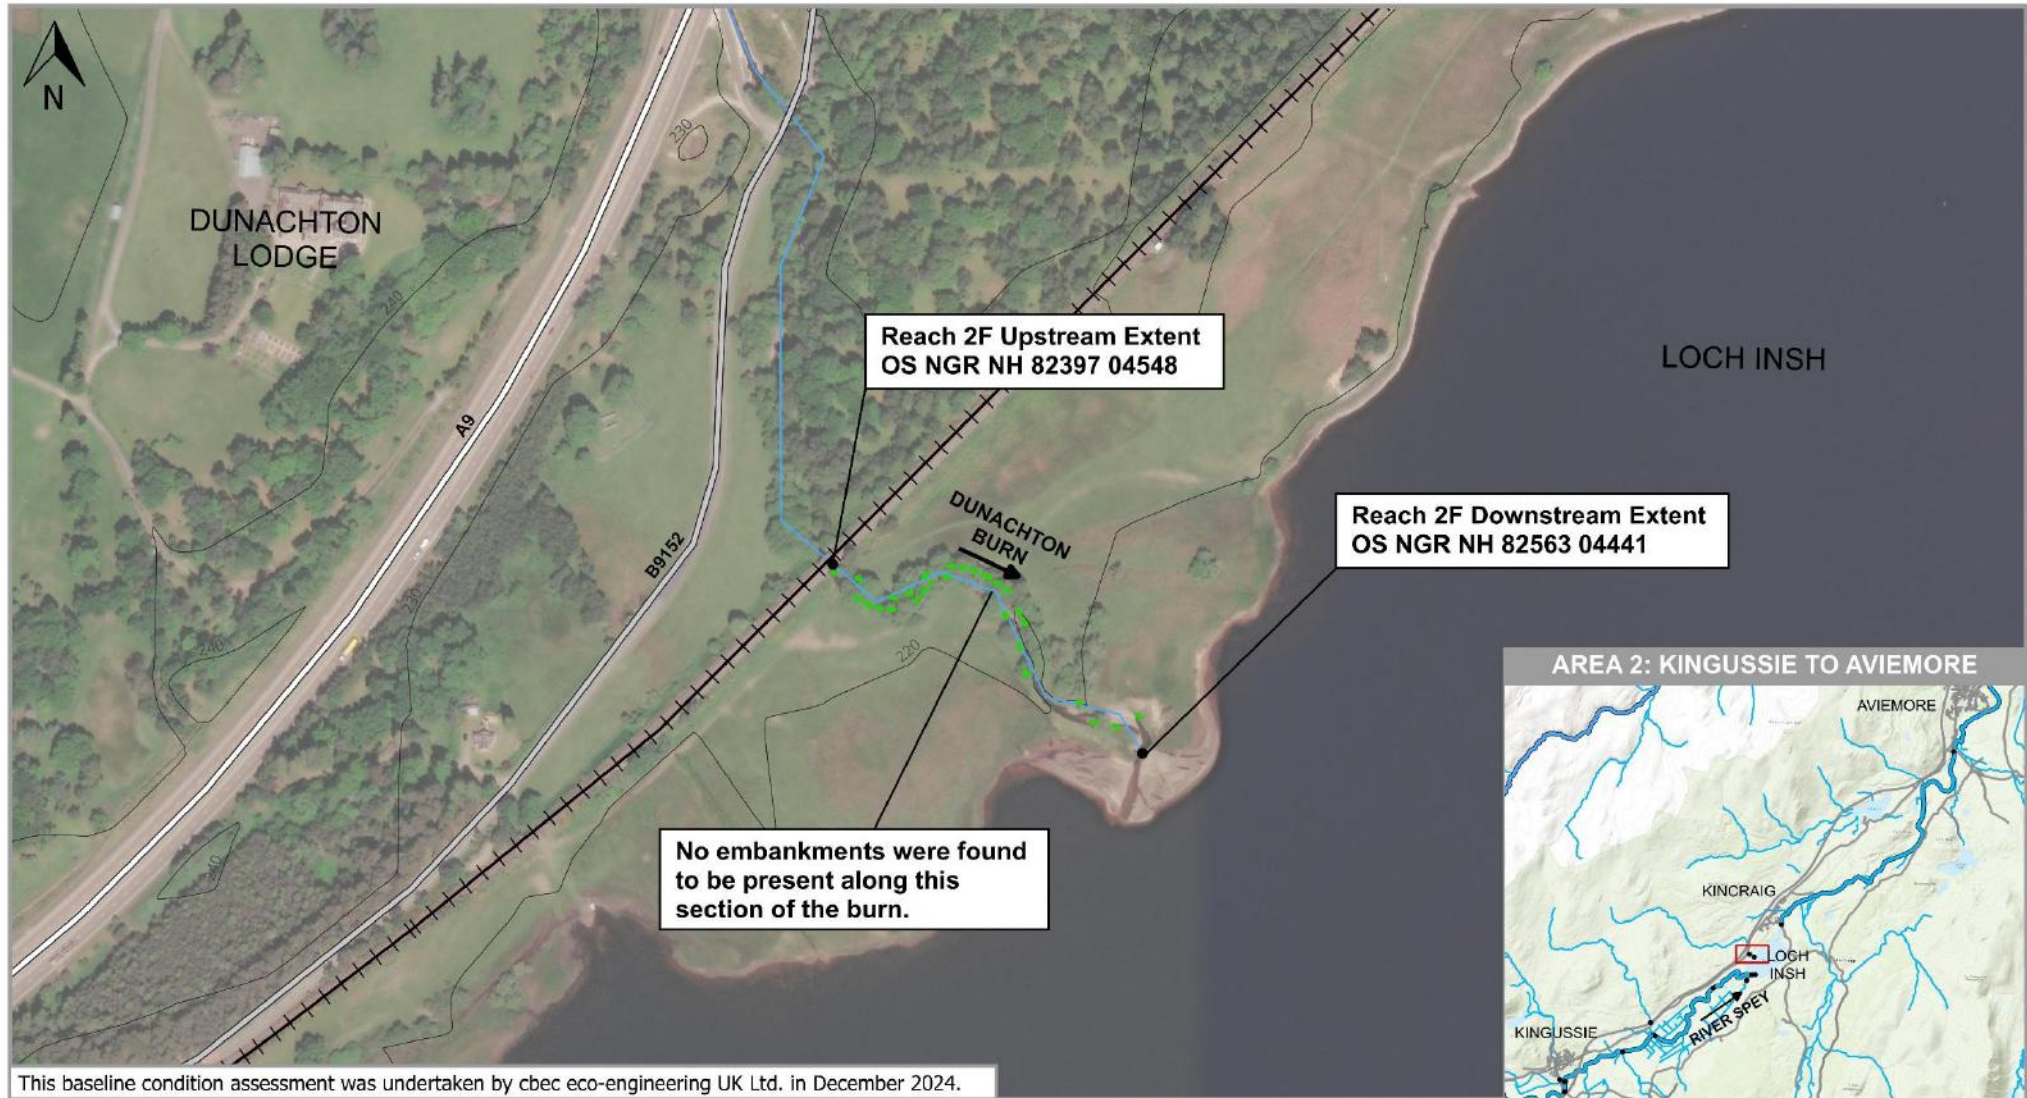 N
DUNACHTON
LODGE
230
240
A9
B9152
230
240
220
Reach 2F Upstream Extent
OS NGR NH 82397 04548
LOCH INSH
DUNACHTON
BURN
Reach 2F Downstream Extent
OS NGR NH 82563 04441
No embankments were found
to be present along this
section of the burn.
AREA 2: KINGUSSIE TO AVIEMORE
AVIEMORE
KINCRAIG
LOCH
INSH
RIVER SPEY
KINGUSSIE
This baseline condition assessment was undertaken by cbec eco-engineering UK Ltd. in December 2024.